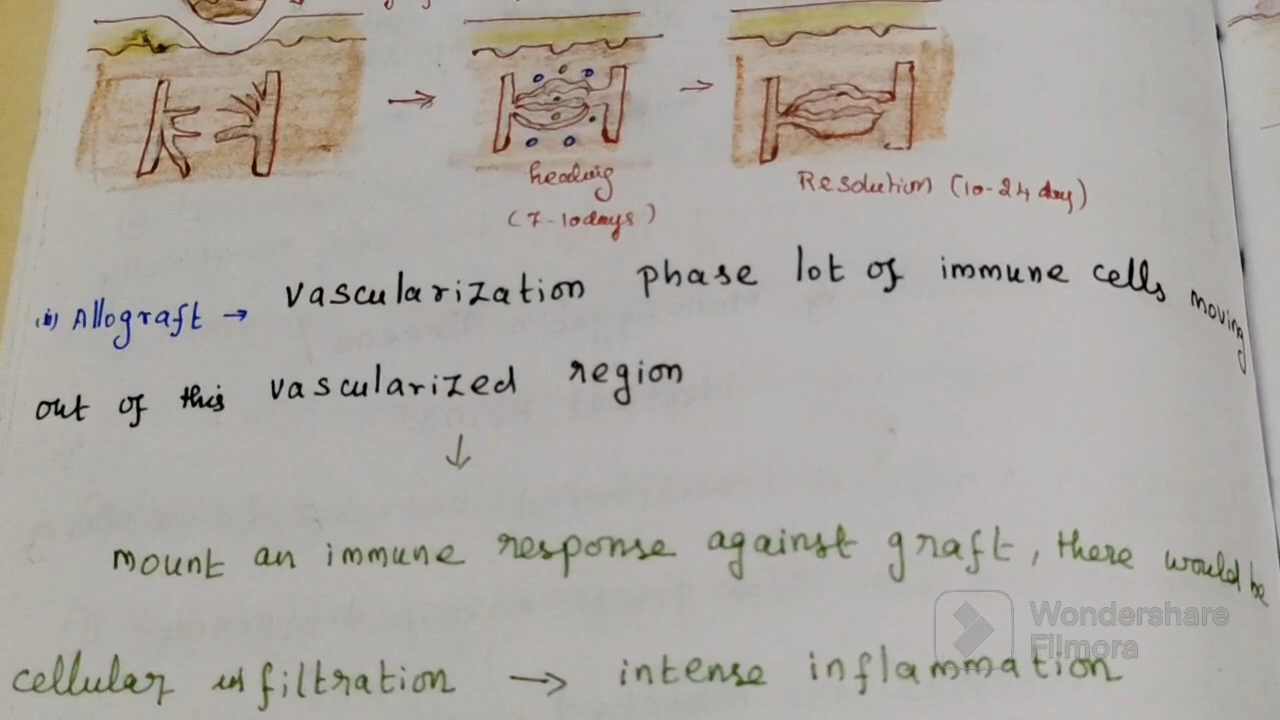 healing
(7-10days)
Resolution (10-24 day)
(ii) Allograft → vascularization phase lot of immune cells moving
out of this vascularized region
↓
mount an immune response against graft, there would be
cellular infiltration → intense inflammation
Wondershare
Filmora